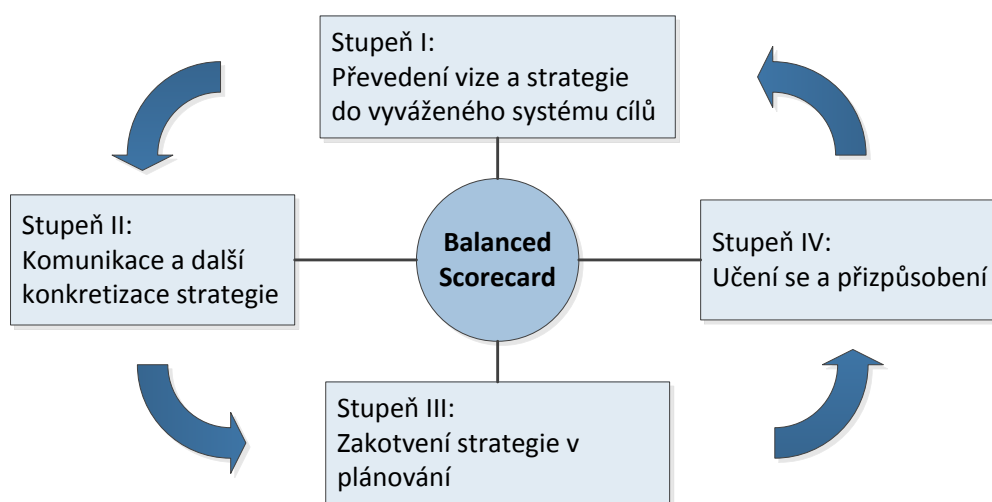 Stupeň I:
Převedení vize a strategie
do vyváženého systému cílů
Stupeň II:
Komunikace a další
konkretizace strategie
Balanced
Scorecard
Stupeň IV:
Učení se a přizpůsobení
Stupeň III:
Zakotvení strategie v
plánování